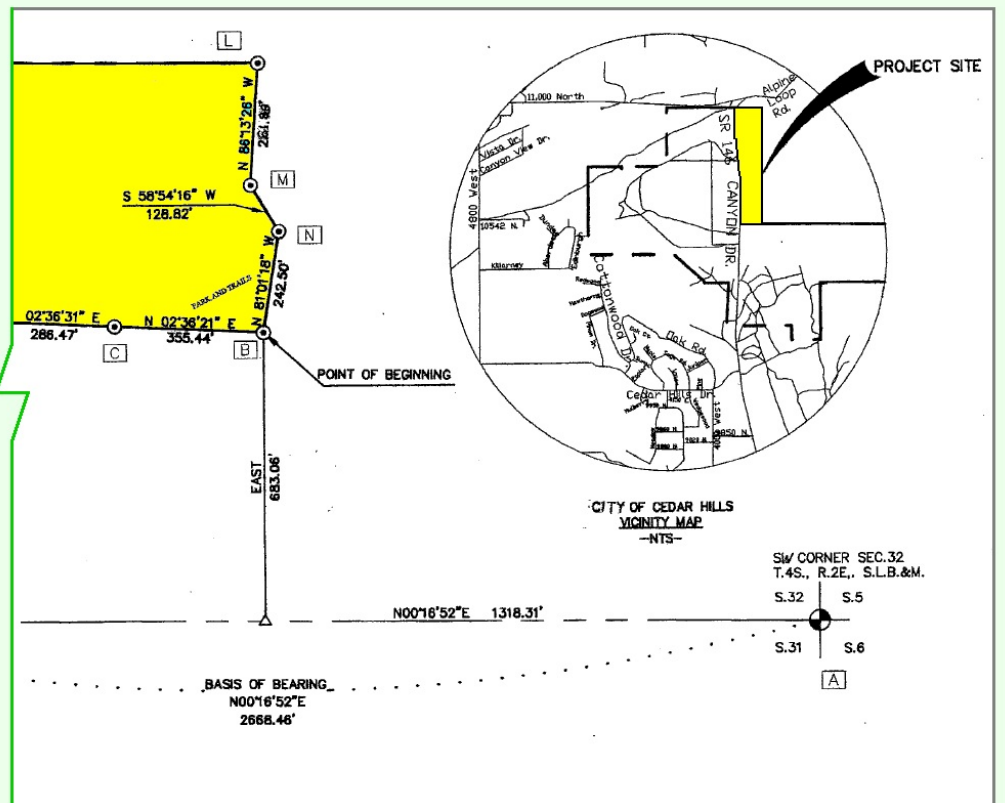 L
PROJECT SITE
N 86°13'26" W
M
S 58°54'16" W
128.82'
N
N 81°01'18" W
242.50'
PARK AND TRAILS
02°36'31" E
286.47'
C
N 02°36'21" E
355.44'
B
POINT OF BEGINNING
EAST
683.06'
11,000 North
Alpine
Loop
Rd.
SR 146 CANYON DR.
Vista Dr.
Canyon View Dr.
4800 West
10542 N.
Killarney
Cottonwood Dr.
Oak Rd.
Cedar Hills Dr.
CITY OF CEDAR HILLS
VICINITY MAP
-NTS-
SW CORNER SEC.32
T.4S., R.2E,. S.L.B.&M.
S.32 S.5
N00°16'52"E 1318.31'
S.31 S.6
A
BASIS OF BEARING
N00°16'52"E
2668.46'